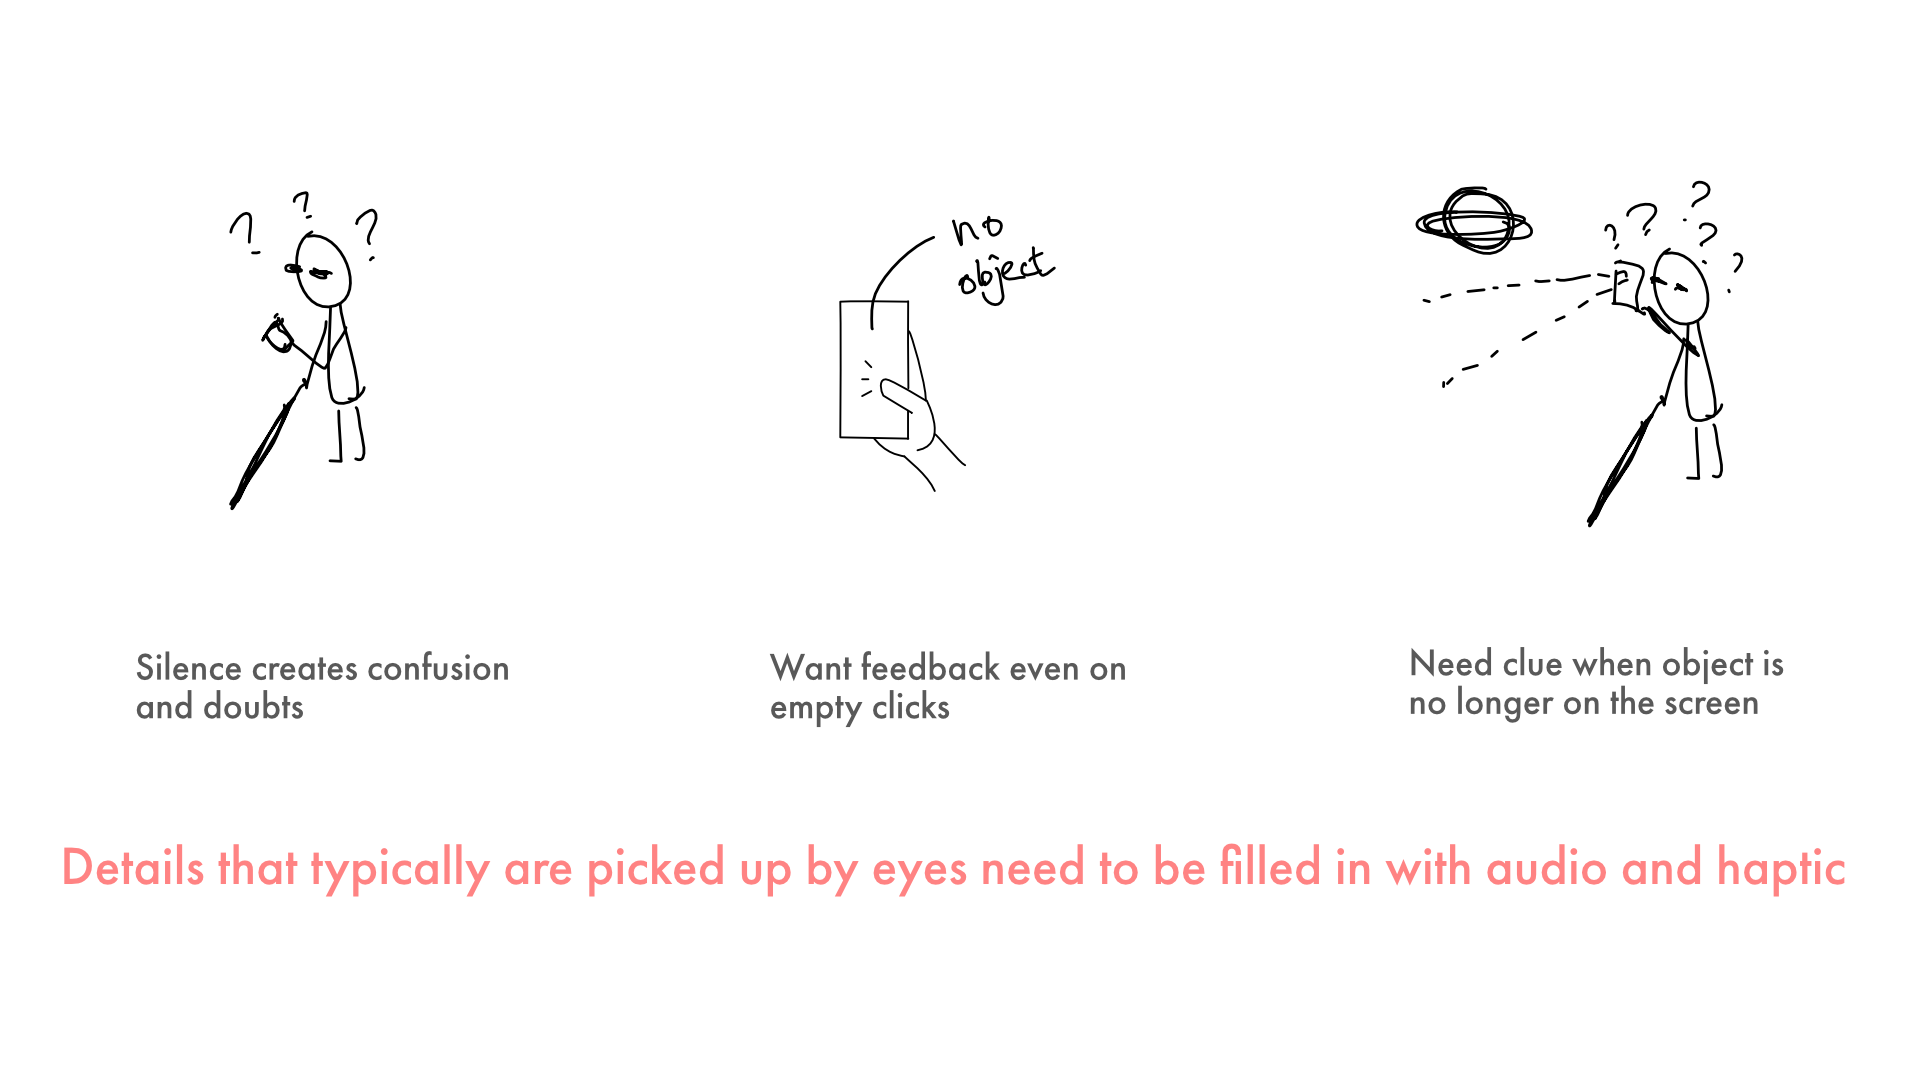 ? ? ?
no
object
? ? ? ? ?
Silence creates confusion
and doubts
Want feedback even on
empty clicks
Need clue when object is
no longer on the screen
Details that typically are picked up by eyes need to be filled in with audio and haptic